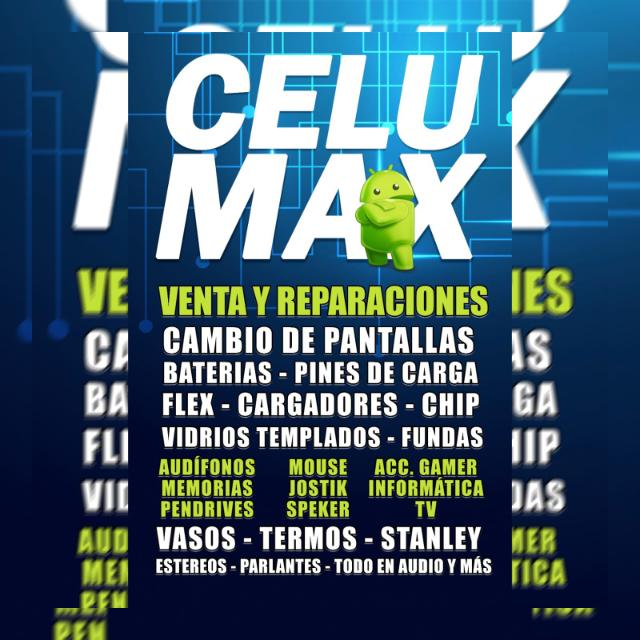 CELU
MAX
VENTA Y REPARACIONES
CAMBIO DE PANTALLAS
BATERIAS - PINES DE CARGA
FLEX - CARGADORES - CHIP
VIDRIOS TEMPLADOS - FUNDAS
AUDÍFONOS MOUSE ACC. GAMER
MEMORIAS JOSTIK INFORMÁTICA
PENDRIVES SPEKER TV
VASOS - TERMOS - STANLEY
ESTEREOS - PARLANTES - TODO EN AUDIO Y MÁS